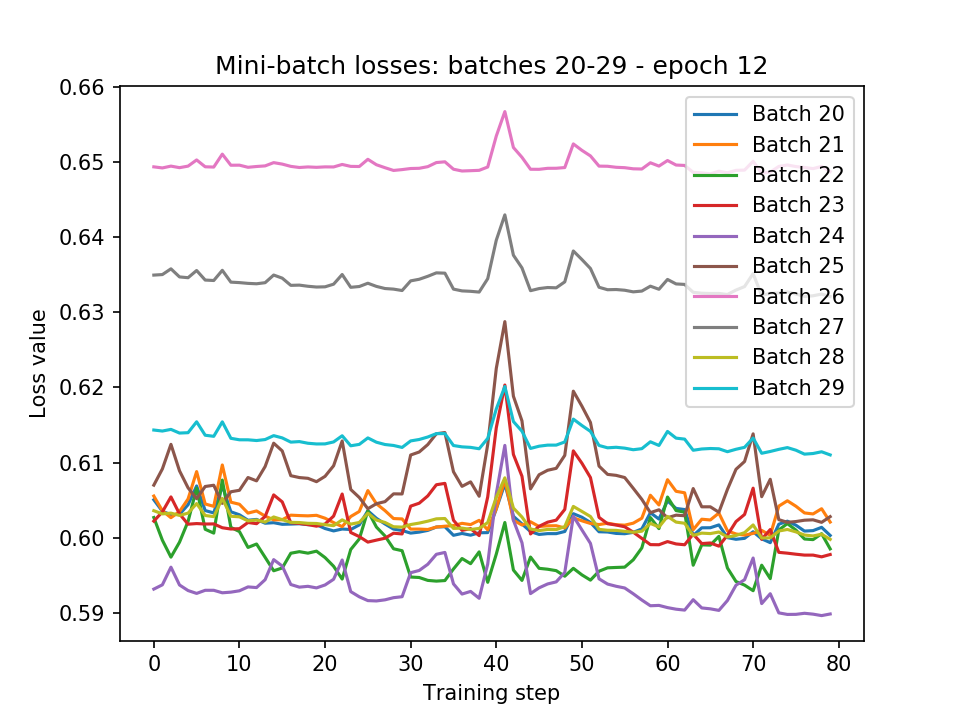 Mini-batch losses: batches 20-29 - epoch 12
0.66
0.65
0.64
0.63
0.62
0.61
0.60
0.59
Loss value
0
10
20
30
40
50
60
70
80
Training step
Batch 20
Batch 21
Batch 22
Batch 23
Batch 24
Batch 25
Batch 26
Batch 27
Batch 28
Batch 29